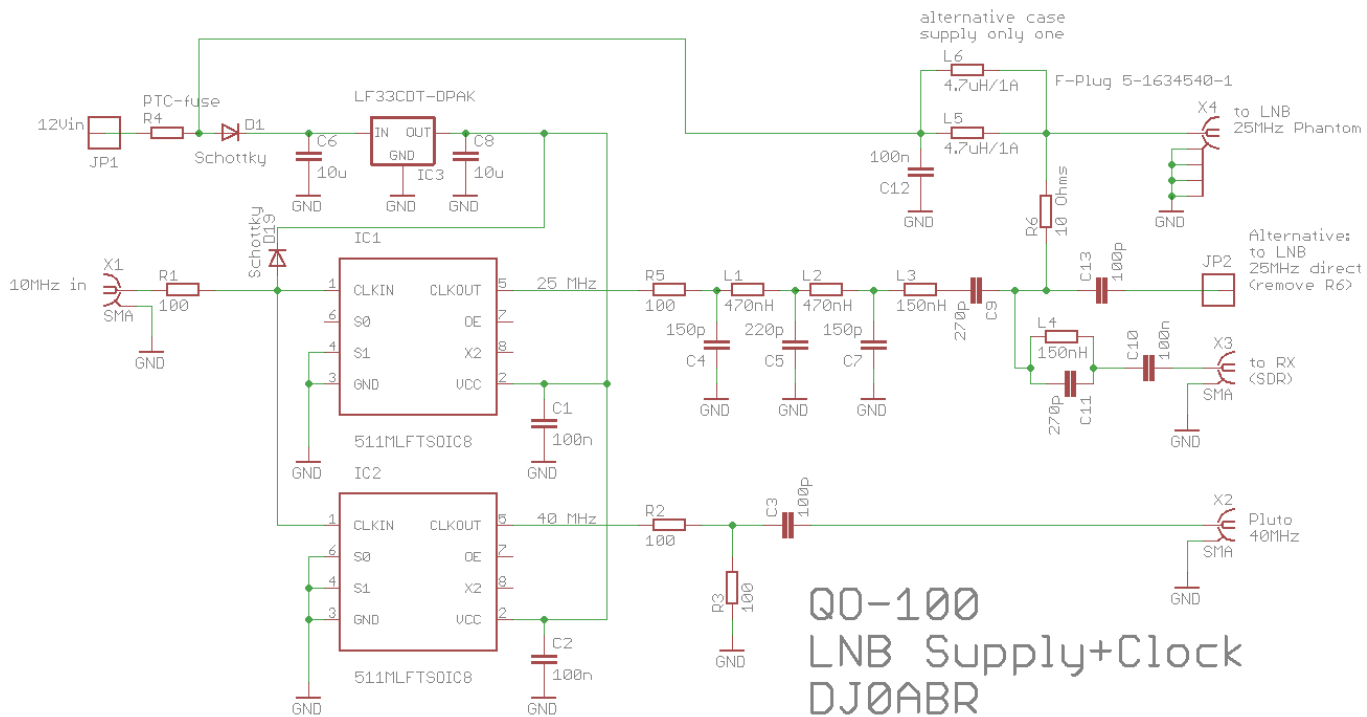 alternative case
supply only one
L6
4.7uH/1A
F-Plug 5-1634540-1
X4
to LNB
25MHz Phantom
L5
4.7uH/1A
100n
C12
GND
GND
12Vin
JP1
PTC-fuse
R4
D1
Schottky
LF33CDT-DPAK
IN
OUT
GND
IC3
C6
10u
GND
GND
C8
10u
GND
R6
10 Ohms
10MHz in
X1
SMA
GND
R1
100
Schottky
D19
IC1
1
CLKIN
CLKOUT
5
6
S0
OE
7
4
S1
X2
8
3
GND
VCC
2
511MLFTSOIC8
GND
25 MHz
C1
100n
GND
R5
100
L1
470nH
L2
470nH
L3
150nH
270p
C9
150p
C4
GND
220p
C5
GND
150p
C7
GND
C13
100p
JP2
Alternative:
to LNB
25MHz direct
(remove R6)
L4
150nH
270p
C11
C10
100n
X3
to RX
(SDR)
SMA
GND
IC2
1
CLKIN
CLKOUT
5
6
S0
OE
7
4
S1
X2
8
3
GND
VCC
2
511MLFTSOIC8
GND
40 MHz
C2
100n
GND
R2
100
R3
100
GND
C3
100p
X2
Pluto
40MHz
SMA
GND
QO-100
LNB Supply+Clock
DJ0ABR